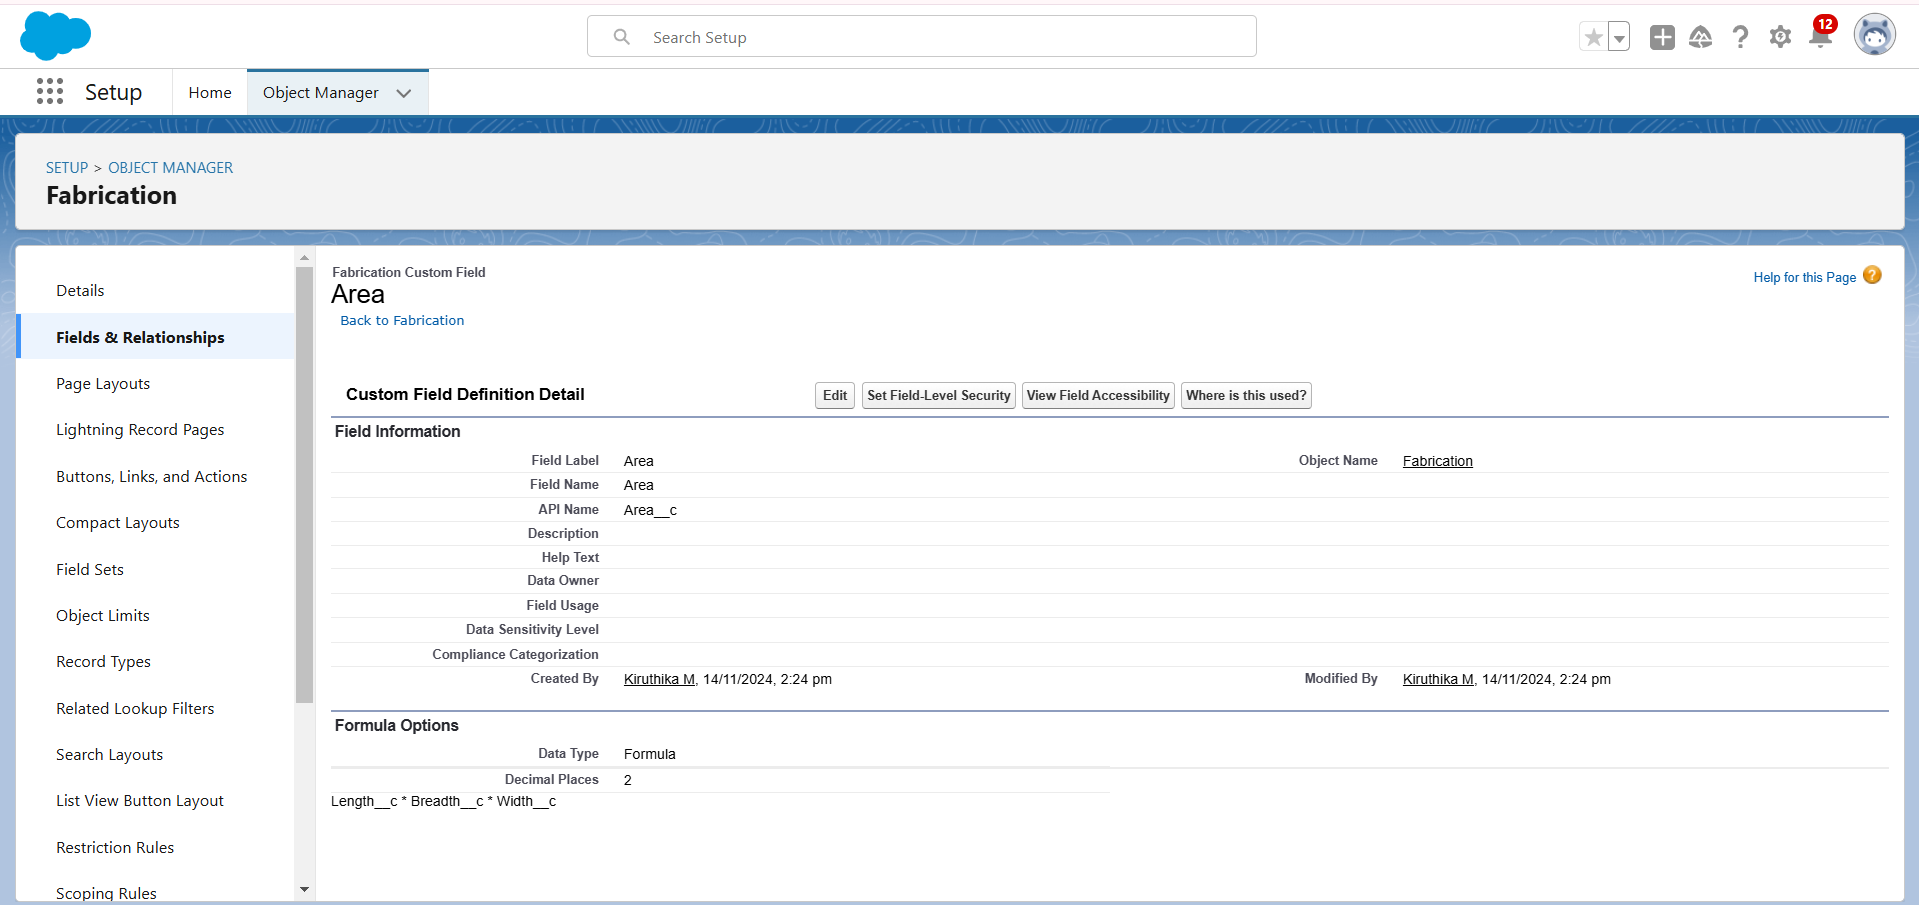 Search Setup
12
Setup
Home
Object Manager
SETUP > OBJECT MANAGER
Fabrication
Details
Fields & Relationships
Page Layouts
Lightning Record Pages
Buttons, Links, and Actions
Compact Layouts
Field Sets
Object Limits
Record Types
Related Lookup Filters
Search Layouts
List View Button Layout
Restriction Rules
Scoping Rules
Fabrication Custom Field
Area
Back to Fabrication
Help for this Page ?
Custom Field Definition Detail
Edit
Set Field-Level Security
View Field Accessibility
Where is this used?
Field Information
Field Label Area Object Name Fabrication
Field Name Area
API Name Area__c
Description
Help Text
Data Owner
Field Usage
Data Sensitivity Level
Compliance Categorization
Created By Kiruthika M, 14/11/2024, 2:24 pm Modified By Kiruthika M, 14/11/2024, 2:24 pm
Formula Options
Data Type Formula
Decimal Places 2
Length__c * Breadth__c * Width__c